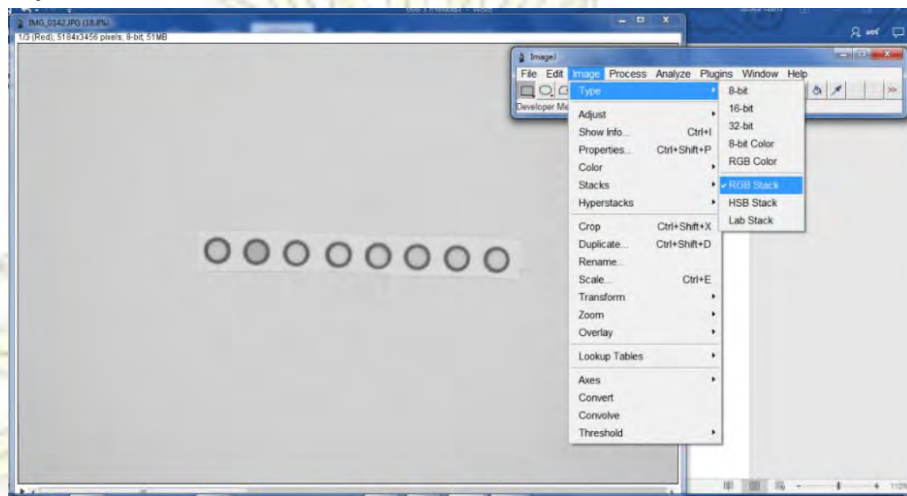 IMG_0342.JPG (18.8%)
1/3 (Red); 5184x3456 pixels; 8-bit; 51MB
ImageJ
File Edit Image Process Analyze Plugins Window Help
Developer Me
Type
Adjust
Show Info... Ctrl+I
Properties... Ctrl+Shift+P
Color
Stacks
Hyperstacks
Crop Ctrl+Shift+X
Duplicate... Ctrl+Shift+D
Rename...
Scale... Ctrl+E
Transform
Zoom
Overlay
Lookup Tables
Axes
Convert
Convolve
Threshold
8-bit
16-bit
32-bit
8-bit Color
RGB Color
RGB Stack
HSB Stack
Lab Stack